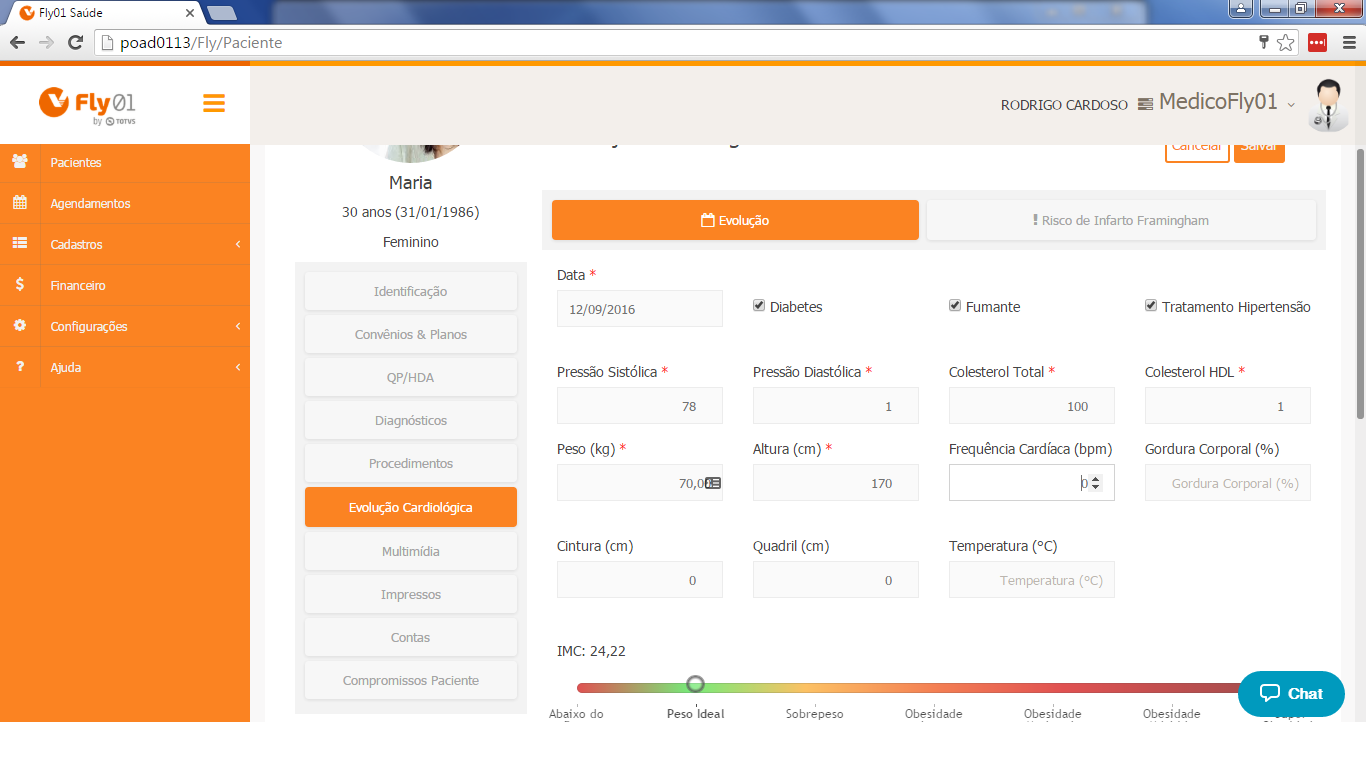 Fly01 Saúde
poad0113/Fly/Paciente
Fly01
by TOTVS
RODRIGO CARDOSO MedicoFly01
Pacientes
Agendamentos
Cadastros
Financeiro
Configurações
Ajuda
Maria
30 anos (31/01/1986)
Feminino
Identificação
Convênios & Planos
QP/HDA
Diagnósticos
Procedimentos
Evolução Cardiológica
Multimídia
Impressos
Contas
Compromissos Paciente
Cancelar Salvar
Evolução ! Risco de Infarto Framingham
Data *
12/09/2016 Diabetes Fumante Tratamento Hipertensão
Pressão Sistólica * Pressão Diastólica * Colesterol Total * Colesterol HDL *
78 1 100 1
Peso (kg) * Altura (cm) * Frequência Cardíaca (bpm) Gordura Corporal (%)
70,0 170 0 Gordura Corporal (%)
Cintura (cm) Quadril (cm) Temperatura (°C)
0 0 Temperatura (°C)
IMC: 24,22
Abaixo do Peso Ideal Sobrepeso Obesidade Obesidade Obesidade
Chat